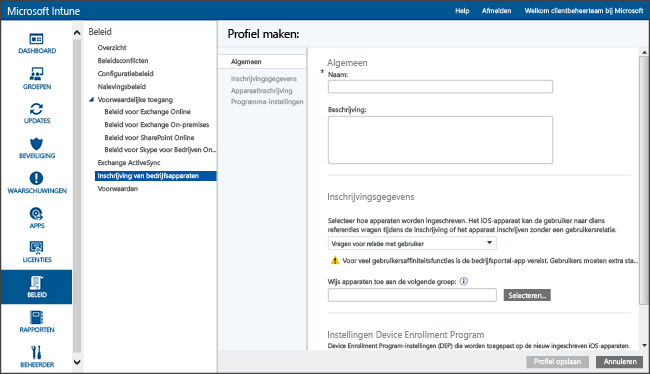 Microsoft Intune
Help Afmelden Welkom clientbeheerteam bij Microsoft
DASHBOARD
GROEPEN
UPDATES
BEVEILIGING
WAARSCHUWINGEN
APPS
LICENTIES
BELEID
RAPPORTEN
BEHEERDER
Beleid
Overzicht
Beleidsconflicten
Configuratiebeleid
Nalevingsbeleid
Voorwaardelijke toegang
Beleid voor Exchange Online
Beleid voor Exchange On-premises
Beleid voor SharePoint Online
Beleid voor Skype voor Bedrijven On...
Exchange ActiveSync
Inschrijving van bedrijfsapparaten
Voorwaarden
Profiel maken:
Algemeen
Inschrijvingsgegevens
Apparaatinschrijving
Programma-instellingen
Algemeen
* Naam:
Beschrijving:
Inschrijvingsgegevens
Selecteer hoe apparaten worden ingeschreven. Het iOS-apparaat kan de gebruiker naar diens
referenties vragen tijdens de inschrijving of het apparaat inschrijven zonder een gebruikersrelatie.
Vragen voor relatie met gebruiker
Voor veel gebruikersaffiniteitsfuncties is de bedrijfsportal-app vereist. Gebruikers moeten extra sta...
Wijs apparaten toe aan de volgende groep:
Selecteren...
Instellingen Device Enrollment Program
Device Enrollment Program-instellingen (DEP) die worden toegepast op de nieuw ingeschreven iOS-apparaten.
Profiel opslaan Annuleren